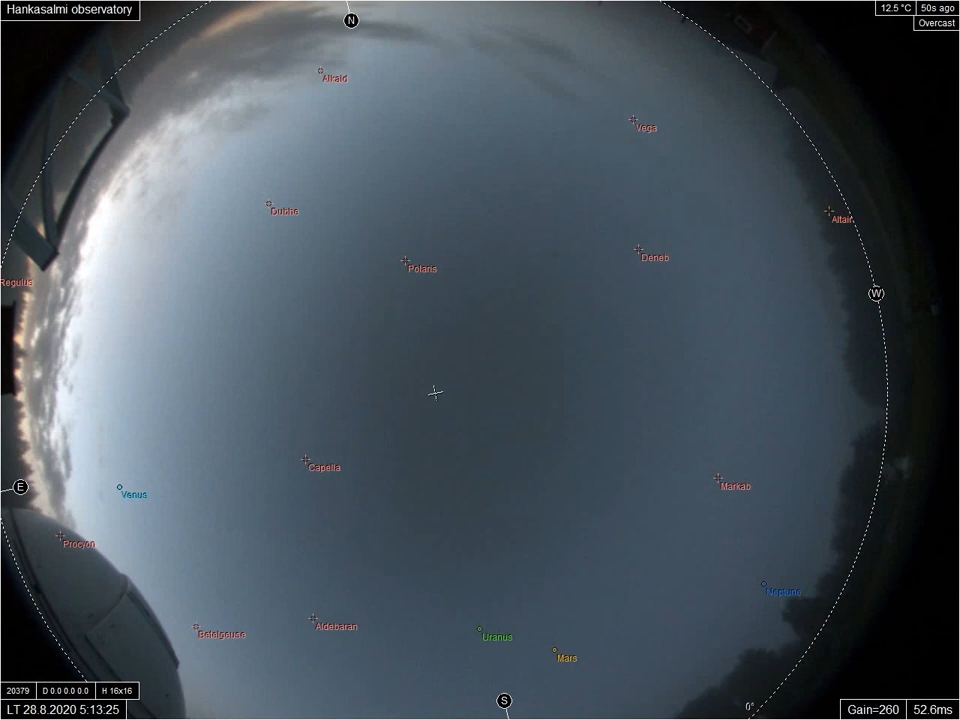 Hankasalmi observatory
12.5 °C
50s ago
Overcast
N
Alkaid
Vega
Dubhe
Altair
Deneb
Polaris
Regulus
W
Capella
Markab
E
Venus
Procyon
Neptune
Betelgeuse
Aldebaran
Uranus
Mars
20379
D 0.0 0.0 0.0
H 16x16
S
0°
LT 28.8.2020 5:13:25
Gain=260
52.6ms